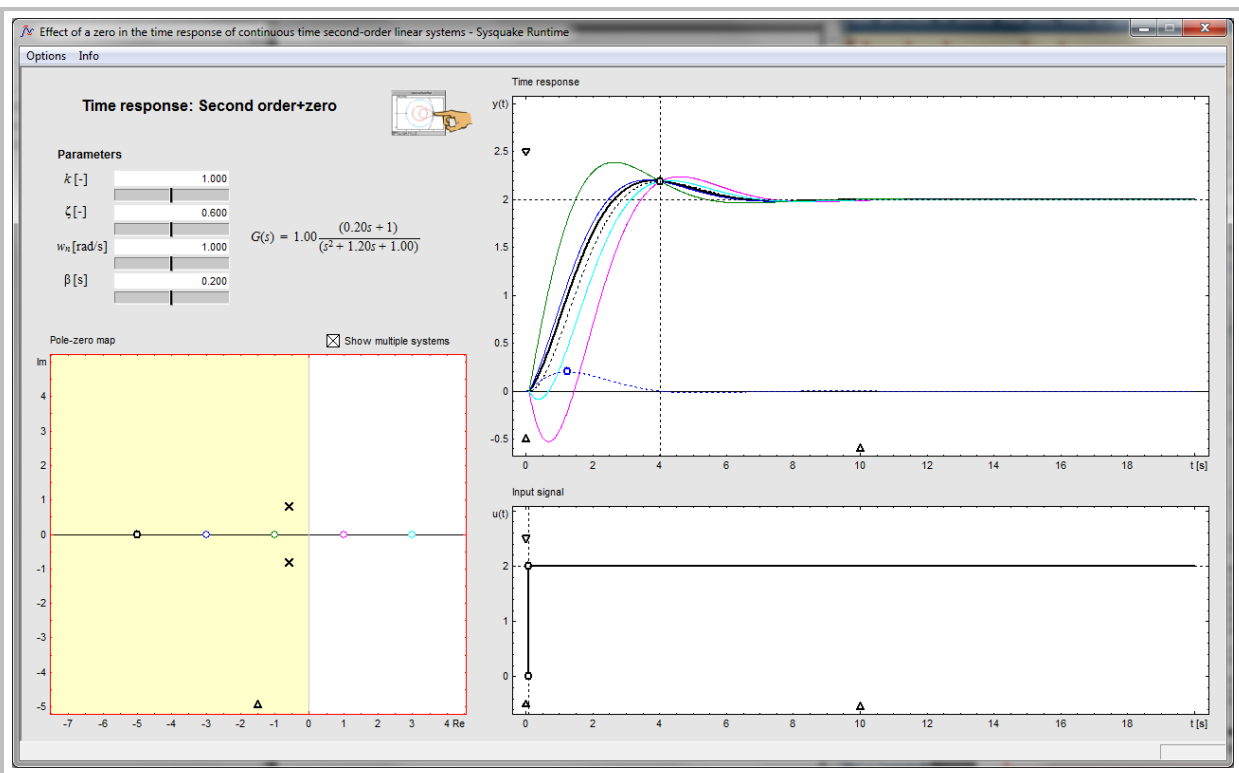 Effect of a zero in the time response of continuous time second-order linear systems - Sysquake Runtime
Options Info
Time response: Second order+zero
Parameters
k [-] 1.000
ζ [-] 0.600
wn [rad/s] 1.000
β [s] 0.200
G(s) = 1.00 (0.20s + 1) / (s² + 1.20s + 1.00)
Pole-zero map
Show multiple systems
Im
4
3
2
1
0
-1
-2
-3
-4
-5
-7 -6 -5 -4 -3 -2 -1 0 1 2 3 4 Re
Time response
y(t)
2.5
2
1.5
1
0.5
0
-0.5
0 2 4 6 8 10 12 14 16 18 t [s]
Input signal
u(t)
2
1
0
0 2 4 6 8 10 12 14 16 18 t [s]